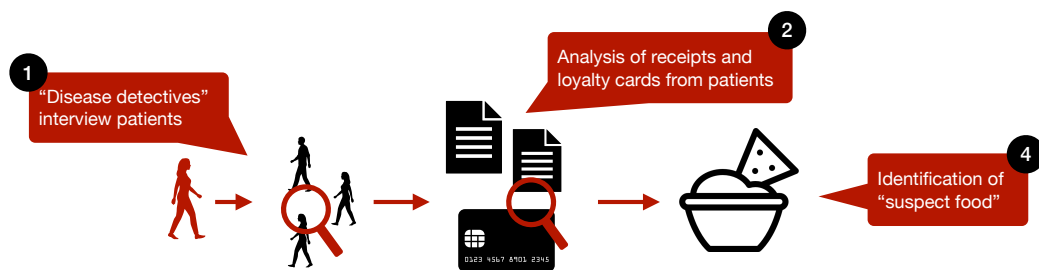 1
“Disease detectives”
interview patients
2
Analysis of receipts and
loyalty cards from patients
0123 4567 8901 2345
4
Identification of
“suspect food”